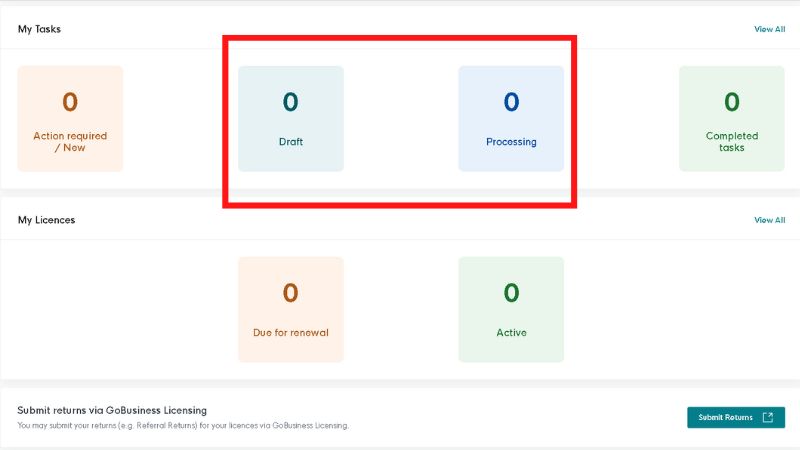 My Tasks
View All
0
Action required
/ New
0
Draft
0
Processing
0
Completed
tasks
My Licences
View All
0
Due for renewal
0
Active
Submit returns via GoBusiness Licensing
You may submit your returns (e.g. Referral Returns) for your licences via GoBusiness Licensing.
Submit Returns